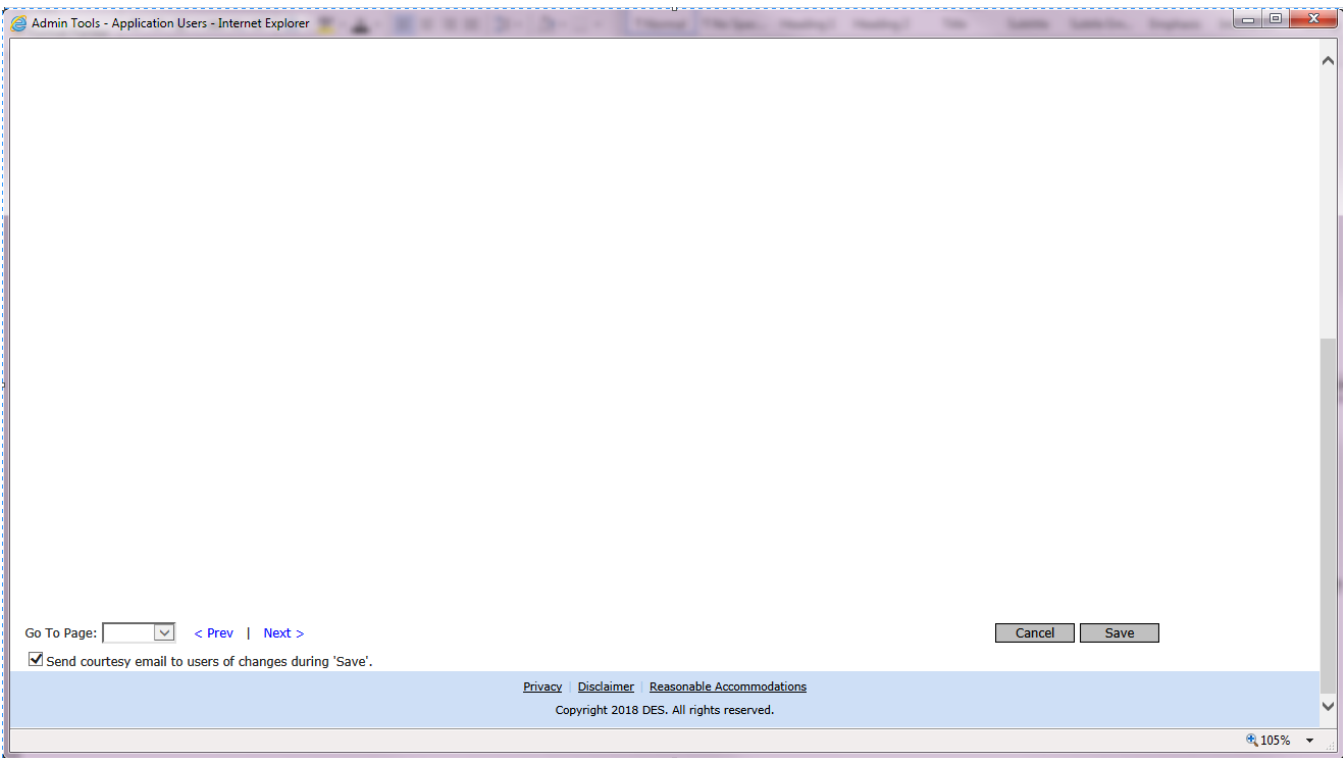 Admin Tools - Application Users - Internet Explorer
Go To Page: < Prev | Next > Cancel Save
Send courtesy email to users of changes during 'Save'.
Privacy | Disclaimer | Reasonable Accommodations
Copyright 2018 DES. All rights reserved.
105%